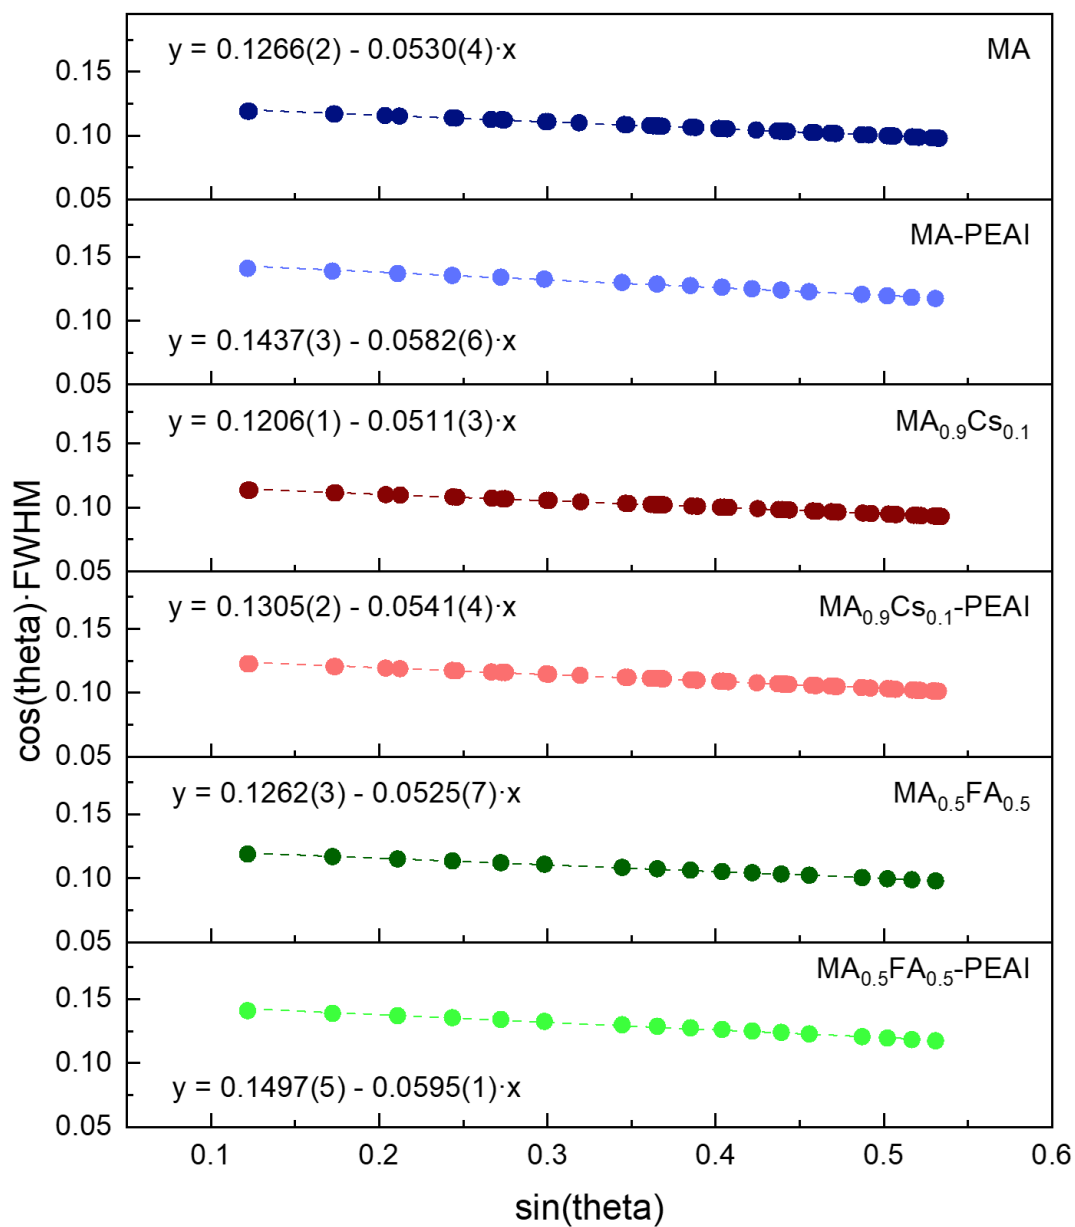 y = 0.1266(2) - 0.0530(4)·x
MA
0.15
0.10
0.05
MA-PEAI
0.15
0.10
y = 0.1437(3) - 0.0582(6)·x
0.05
y = 0.1206(1) - 0.0511(3)·x
MA0.9Cs0.1
0.15
0.10
0.05
y = 0.1305(2) - 0.0541(4)·x
MA0.9Cs0.1-PEAI
0.15
0.10
0.05
y = 0.1262(3) - 0.0525(7)·x
MA0.5FA0.5
0.15
0.10
0.05
MA0.5FA0.5-PEAI
0.15
0.10
y = 0.1497(5) - 0.0595(1)·x
0.05
cos(theta)·FWHM
0.1 0.2 0.3 0.4 0.5 0.6
sin(theta)